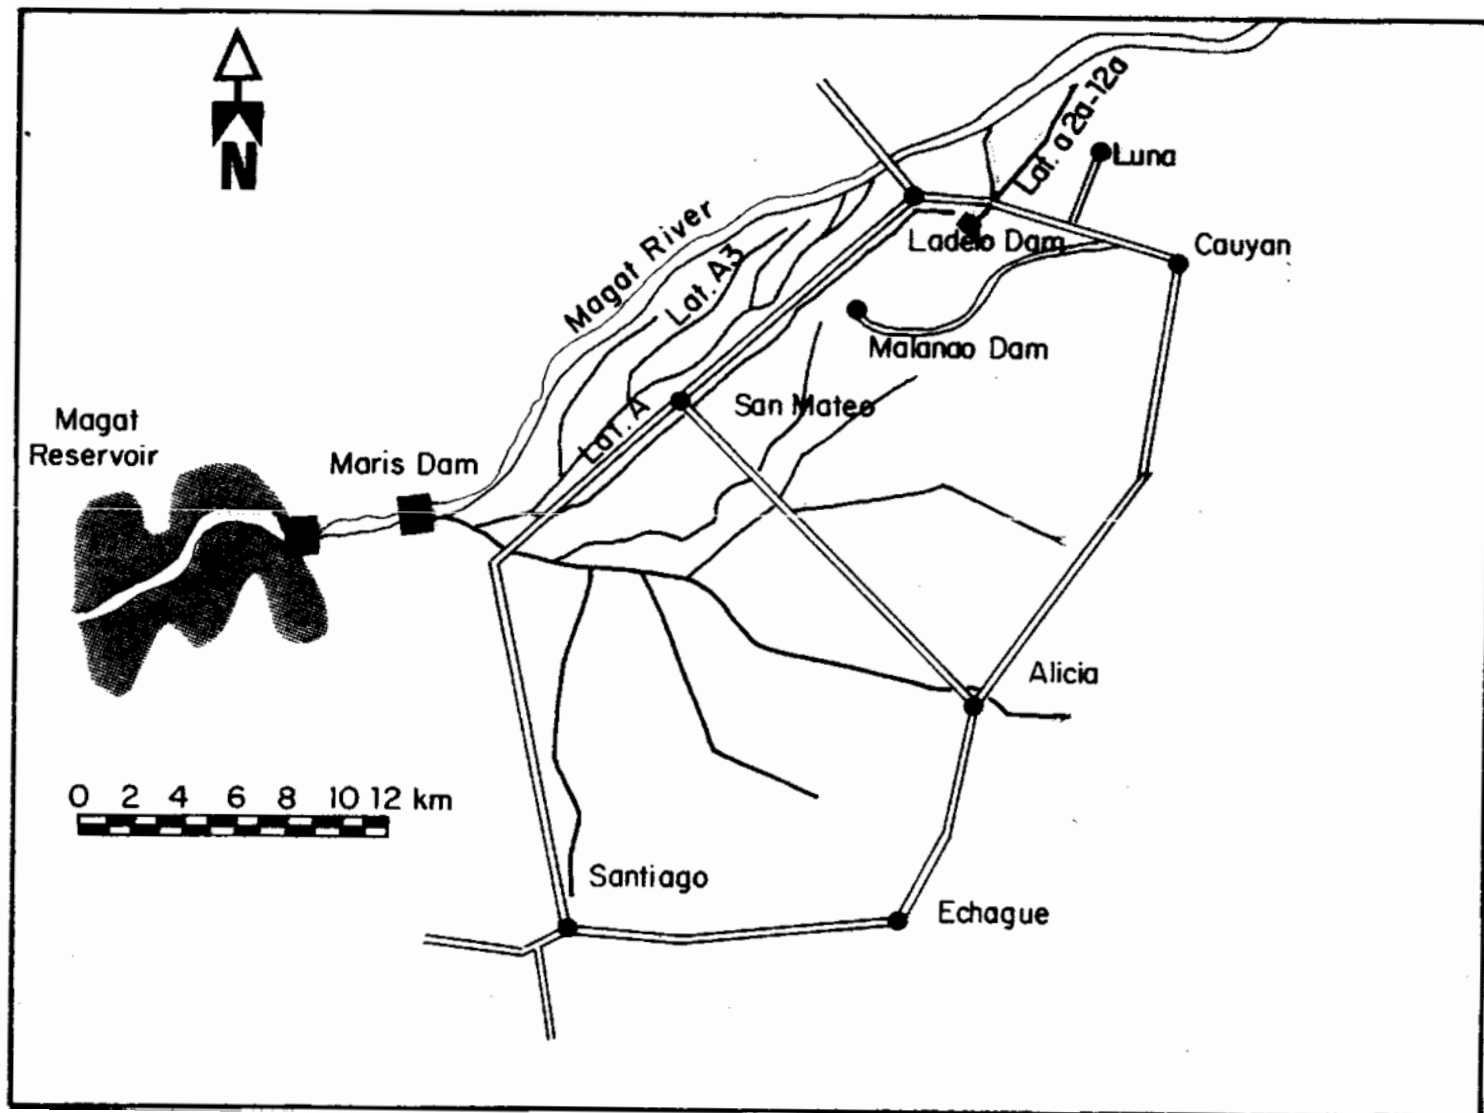 N
Lat. a 2a-12a
Luna
Magat River
Lat. A3
Ladelo Dam
Cauyan
Malanao Dam
Lat. A
San Mateo
Magat
Reservoir
Maris Dam
Alicia
0 2 4 6 8 10 12 km
Santiago
Echague